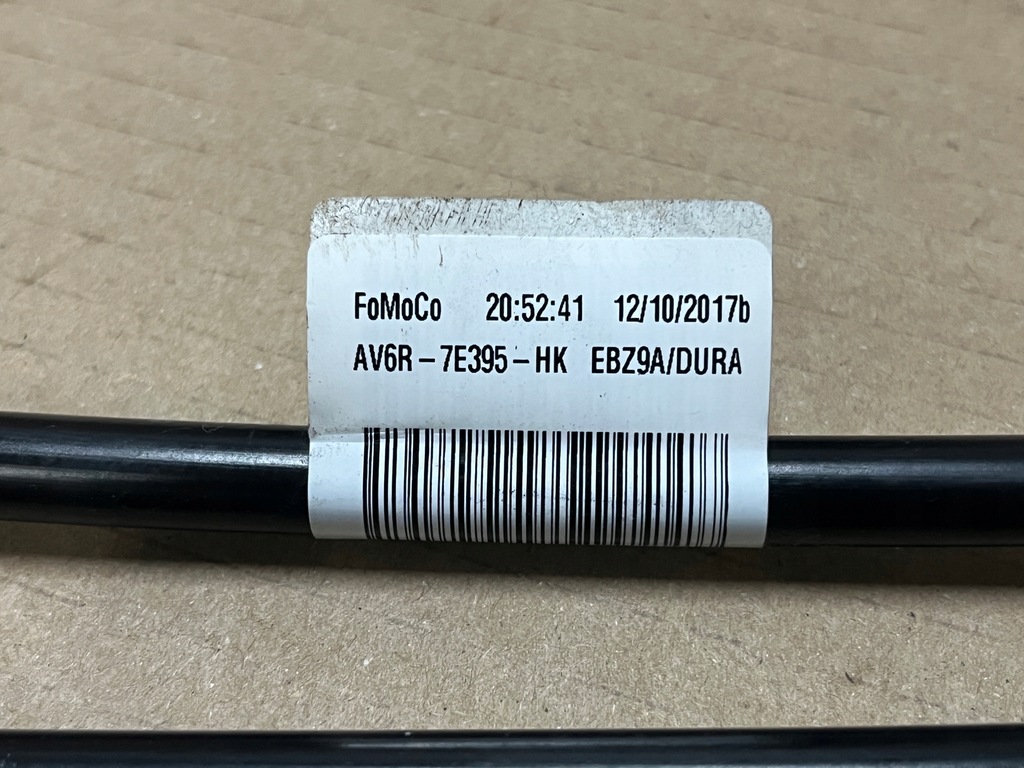 FoMoCo 20:52:41 12/10/2017b
AV6R - 7E395 - HK EBZ9A/DURA